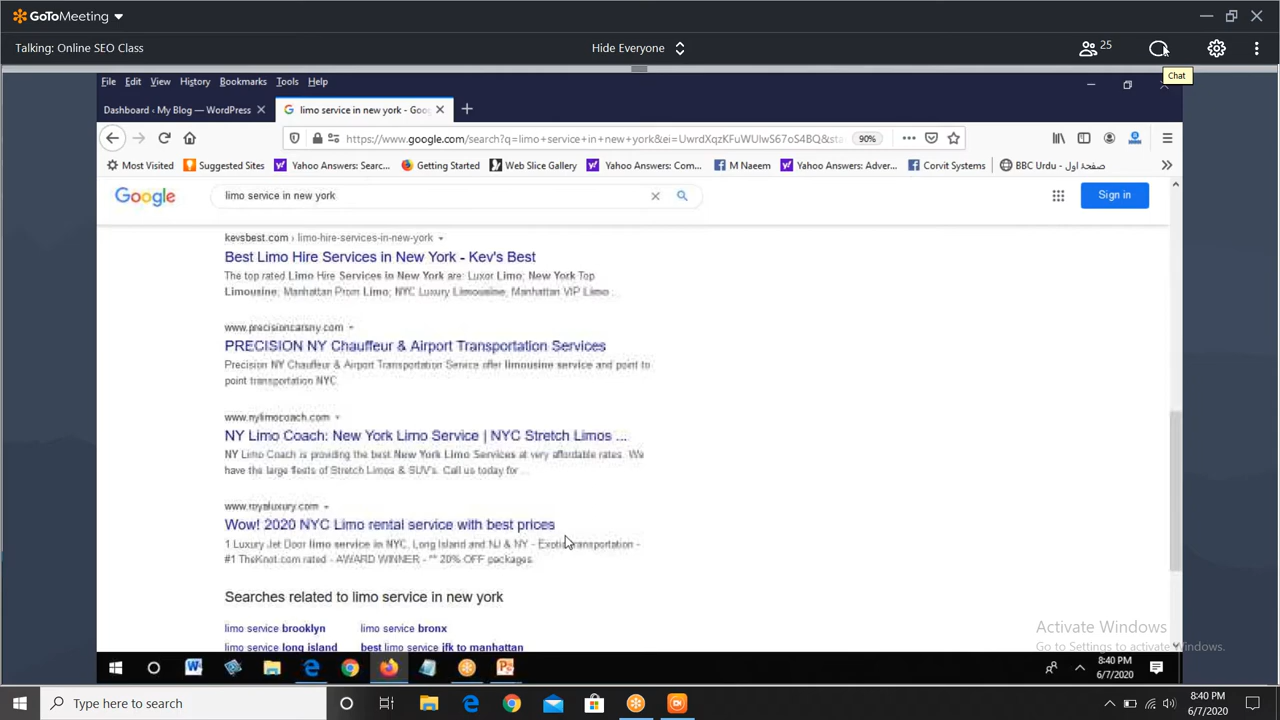 GoToMeeting
Talking: Online SEO Class
Hide Everyone
25
Chat
File Edit View History Bookmarks Tools Help
Dashboard ‹ My Blog — WordPress
limo service in new york - Goo
https://www.google.com/search?q=limo+service+in+new+york&ei=UwrdXqzKFuWUlwS67oS4BQ&sta
90%
Most Visited
Suggested Sites
Yahoo Answers: Searc...
Getting Started
Web Slice Gallery
Yahoo Answers: Com...
M Naeem
Yahoo Answers: Adver...
Corvit Systems
BBC Urdu - صفحۂ اول
Google
limo service in new york
Sign in
kevsbest.com › limo-hire-services-in-new-york
Best Limo Hire Services in New York - Kev's Best
The top rated Limo Hire Services in New York are: Luxor Limo; New York Top
Limousine; Manhattan Prom Limo; NYC Luxury Limousine; Manhattan VIP Limo ...
www.precisioncarsny.com
PRECISION NY Chauffeur & Airport Transportation Services
Precision NY Chauffeur & Airport Transportation Service offer limousine service and point to
point transportation NYC.
www.nylimocoach.com
NY Limo Coach: New York Limo Service | NYC Stretch Limos ...
NY Limo Coach is providing the best New York Limo Services at very affordable rates. We
have the large fleets of Stretch Limos & SUV's. Call us today for ...
Wow! 2020 NYC Limo rental service with best prices
1 Luxury Jet Door limo service in NYC, Long Island and NJ & NY - Exotic transportation -
#1 TheKnot.com rated - AWARD WINNER - ** 20% OFF packages.
Searches related to limo service in new york
limo service brooklyn
limo service bronx
limo service long island
best limo service jfk to manhattan
Activate Windows
Go to Settings to activate Windows.
8:40 PM
6/7/2020
Type here to search
8:40 PM
6/7/2020